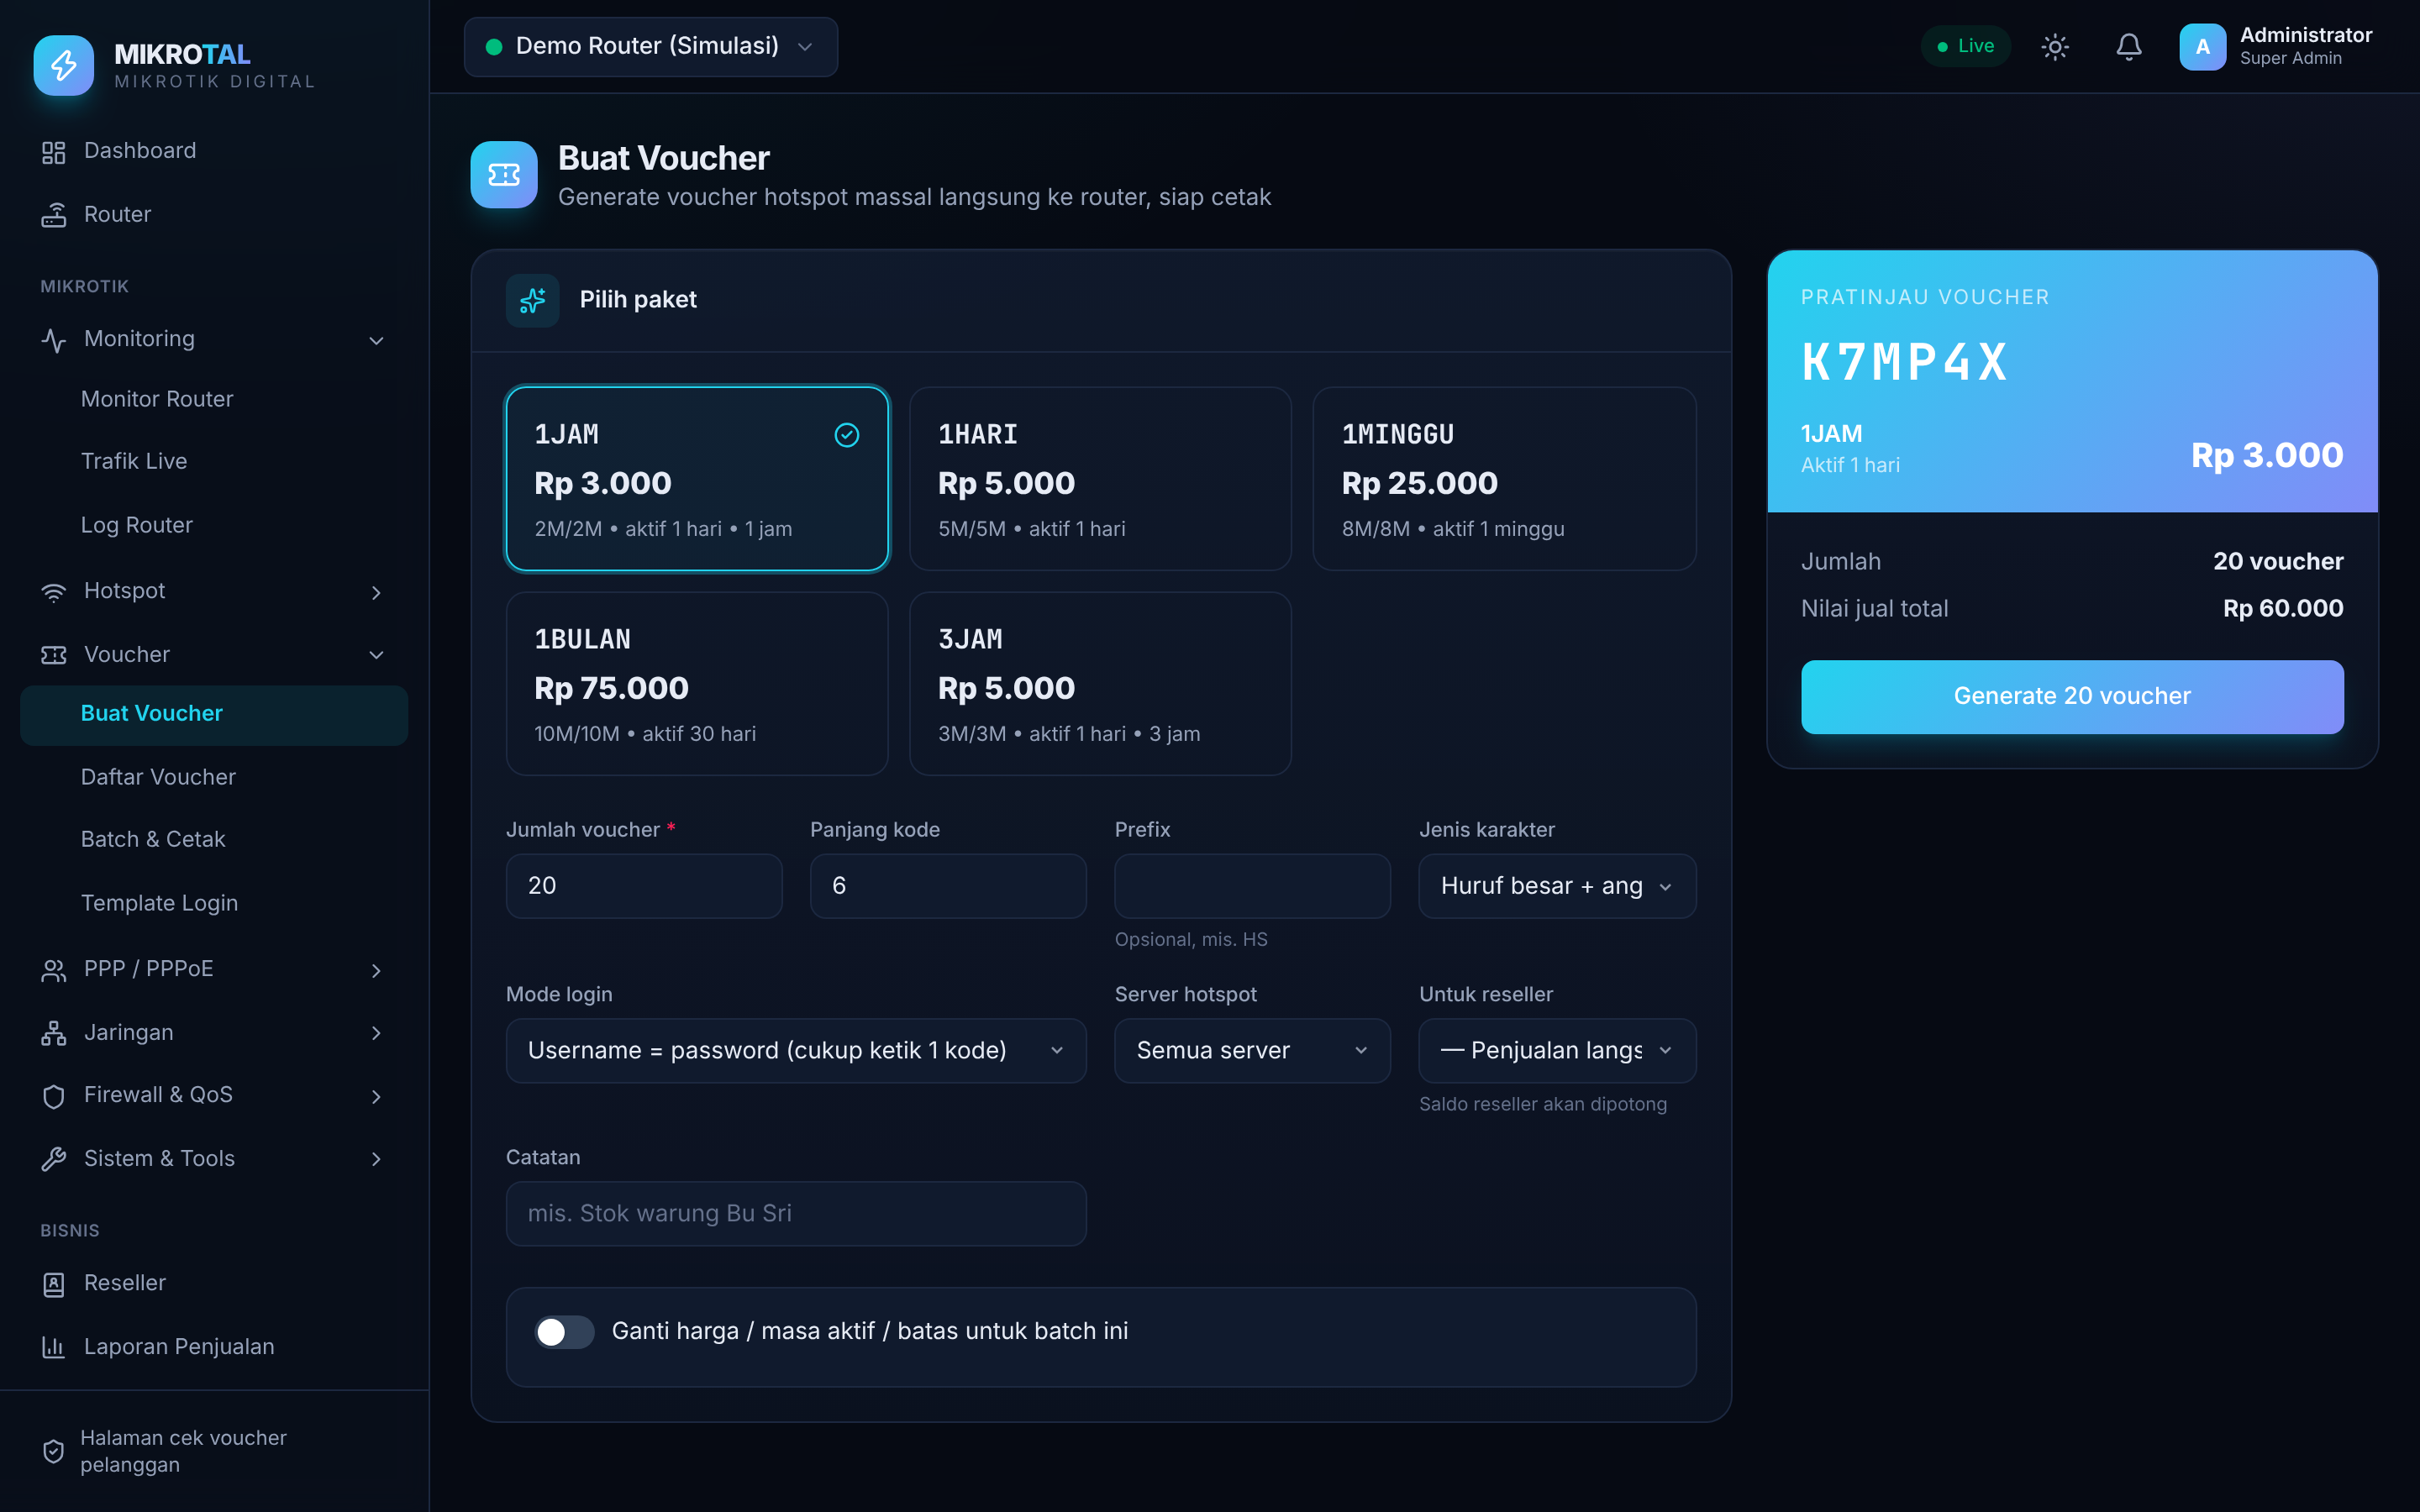 MIKROTAL
MIKROTIK DIGITAL
Dashboard
Router
MIKROTIK
Monitoring
Monitor Router
Trafik Live
Log Router
Hotspot
Voucher
Buat Voucher
Daftar Voucher
Batch & Cetak
Template Login
PPP / PPPoE
Jaringan
Firewall & QoS
Sistem & Tools
BISNIS
Reseller
Laporan Penjualan
Halaman cek voucher
pelanggan
Demo Router (Simulasi)
Live
A
Administrator
Super Admin
Buat Voucher
Generate voucher hotspot massal langsung ke router, siap cetak
Pilih paket
1JAM
Rp 3.000
2M/2M • aktif 1 hari • 1 jam
1HARI
Rp 5.000
5M/5M • aktif 1 hari
1MINGGU
Rp 25.000
8M/8M • aktif 1 minggu
1BULAN
Rp 75.000
10M/10M • aktif 30 hari
3JAM
Rp 5.000
3M/3M • aktif 1 hari • 3 jam
Jumlah voucher *
20
Panjang kode
6
Prefix
Opsional, mis. HS
Jenis karakter
Huruf besar + ang
Mode login
Username = password (cukup ketik 1 kode)
Server hotspot
Semua server
Untuk reseller
— Penjualan langs
Saldo reseller akan dipotong
Catatan
mis. Stok warung Bu Sri
Ganti harga / masa aktif / batas untuk batch ini
PRATINJAU VOUCHER
K7MP4X
1JAM
Aktif 1 hari
Rp 3.000
Jumlah
20 voucher
Nilai jual total
Rp 60.000
Generate 20 voucher